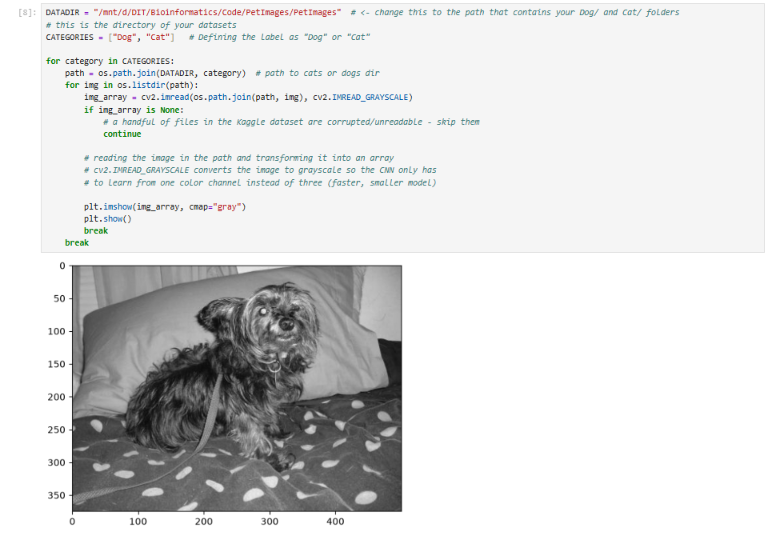 [8]: DATADIR = "/mnt/d/DIT/Bioinformatics/Code/PetImages/PetImages"  # <- change this to the path that contains your Dog/ and Cat/ folders
# this is the directory of your datasets
CATEGORIES = ["Dog", "Cat"]   # Defining the Label as "Dog" or "Cat"
for category in CATEGORIES:
path = os.path.join(DATADIR, category)  # path to cats or dogs dir
for img in os.listdir(path):
img_array = cv2.imread(os.path.join(path, img), cv2.IMREAD_GRAYSCALE)
if img_array is None:
# a handful of files in the Kaggle dataset are corrupted/unreadable - skip them
continue
# reading the image in the path and transforming it into an array
# cv2.IMREAD_GRAYSCALE converts the image to grayscale so the CNN only has
# to learn from one color channel instead of three (faster, smaller model)
plt.imshow(img_array, cmap="gray")
plt.show()
break
break
0
50
100
150
200
250
300
350
0 100 200 300 400